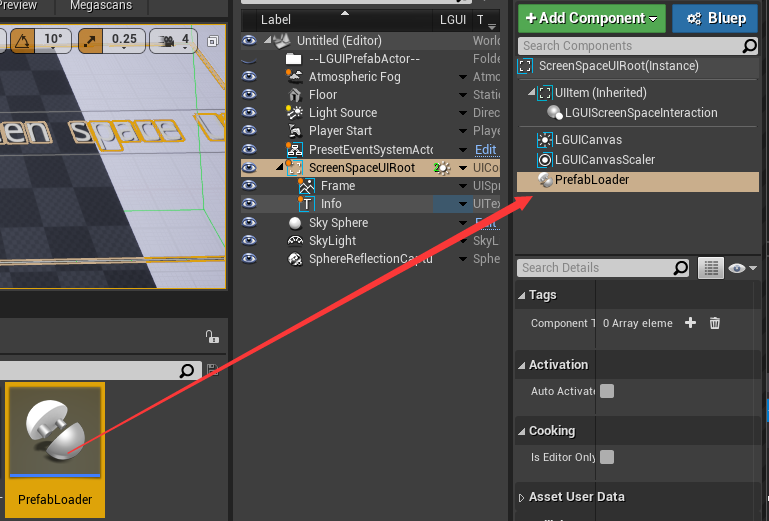 review
Megascans
10°
0.25
4
en space U
PrefabLoader
Label
LGUI
T
Untitled (Editor)
World
--LGUIPrefabActor--
Folde
Atmospheric Fog
Atmo
Floor
Static
Light Source
Direc
Player Start
Playe
PresetEventSystemActo
Edit
ScreenSpaceUIRoot
2
UICo
Frame
UISpr
Info
UITex
Sky Sphere
Edit
SkyLight
SkyL
SphereReflectionCaptu
Sphe
+Add Component
Bluep
Search Components
ScreenSpaceUIRoot(Instance)
UIItem (Inherited)
LGUIScreenSpaceInteraction
LGUICanvas
LGUICanvasScaler
PrefabLoader
Search Details
Tags
Component T
0 Array eleme
Activation
Auto Activate
Cooking
Is Editor Only
Asset User Data